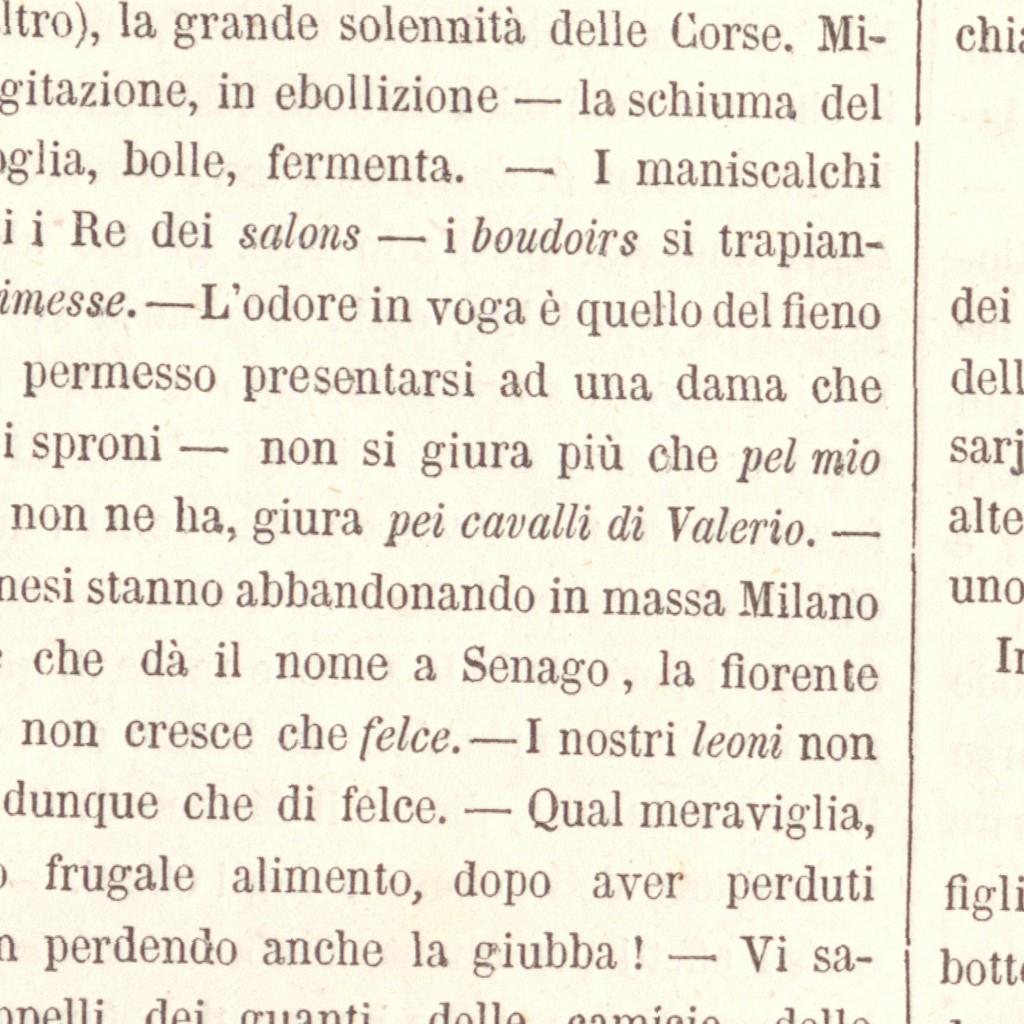 ltro), la grande solennità delle Corse. Mi-
gitazione, in ebollizione — la schiuma del
oglia, bolle, fermenta. — I maniscalchi
i i Re dei salons — i boudoirs si trapian-
imesse. — L'odore in voga è quello del fieno
permesso presentarsi ad una dama che
i sproni — non si giura più che pel mio
non ne ha, giura pei cavalli di Valerio. —
nesi stanno abbandonando in massa Milano
che dà il nome a Senago, la fiorente
non cresce che felce. — I nostri leoni non
dunque che di felce. — Qual meraviglia,
o frugale alimento, dopo aver perduti
n perdendo anche la giubba! — Vi sa-
ppelli dei guanti, delle camicie, delle
chia
dei
dell
sarj
alte
uno
In
figli
botte